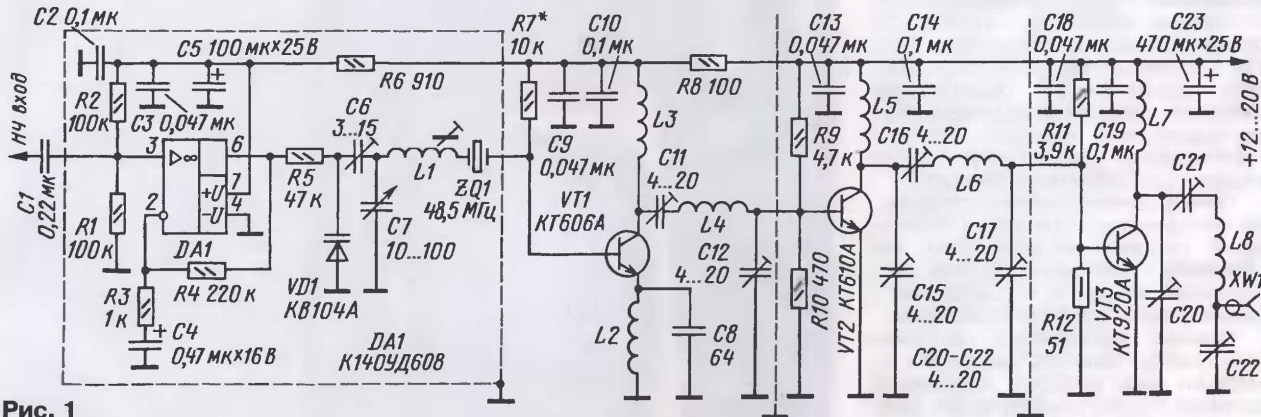 C2 0,1 мк
C5 100 мк×25 В
R7*
10 к
C10
0,1 мк
C13
0,047 мк
C14
0,1 мк
C18
0,047 мк
C23
470 мк×25 В
R6 910
R8 100
НЧ вход
R2
100к
C3 0,047 мк
C6
3...15
L3
L5
L7
C9
0,047 мк
R9
4,7 к
C16 4...20
R11
3,9 к
C19
0,1 мк
+12...20 В
3
▷∞
6
7
+U
-U
4
2
R5
47 к
L1
ZQ1
48,5 МГц
VT1
КТ606А
C11
4...20
L6
C21
C1
0,22 мк
R1
100 к
DA1
C7
10...100
L4
C17
4...20
L8
XW1
R3
1 к
R4 220 к
VD1
КВ104А
C12
4...20
R10 470
VT2 КТ610А
C15
4...20
R12
51
VT3
КТ920А
C20
C4
0,47 мк×16 В
DA1
К140УД608
L2
C8
64
C20–C22
4...20
C22
Рис. 1